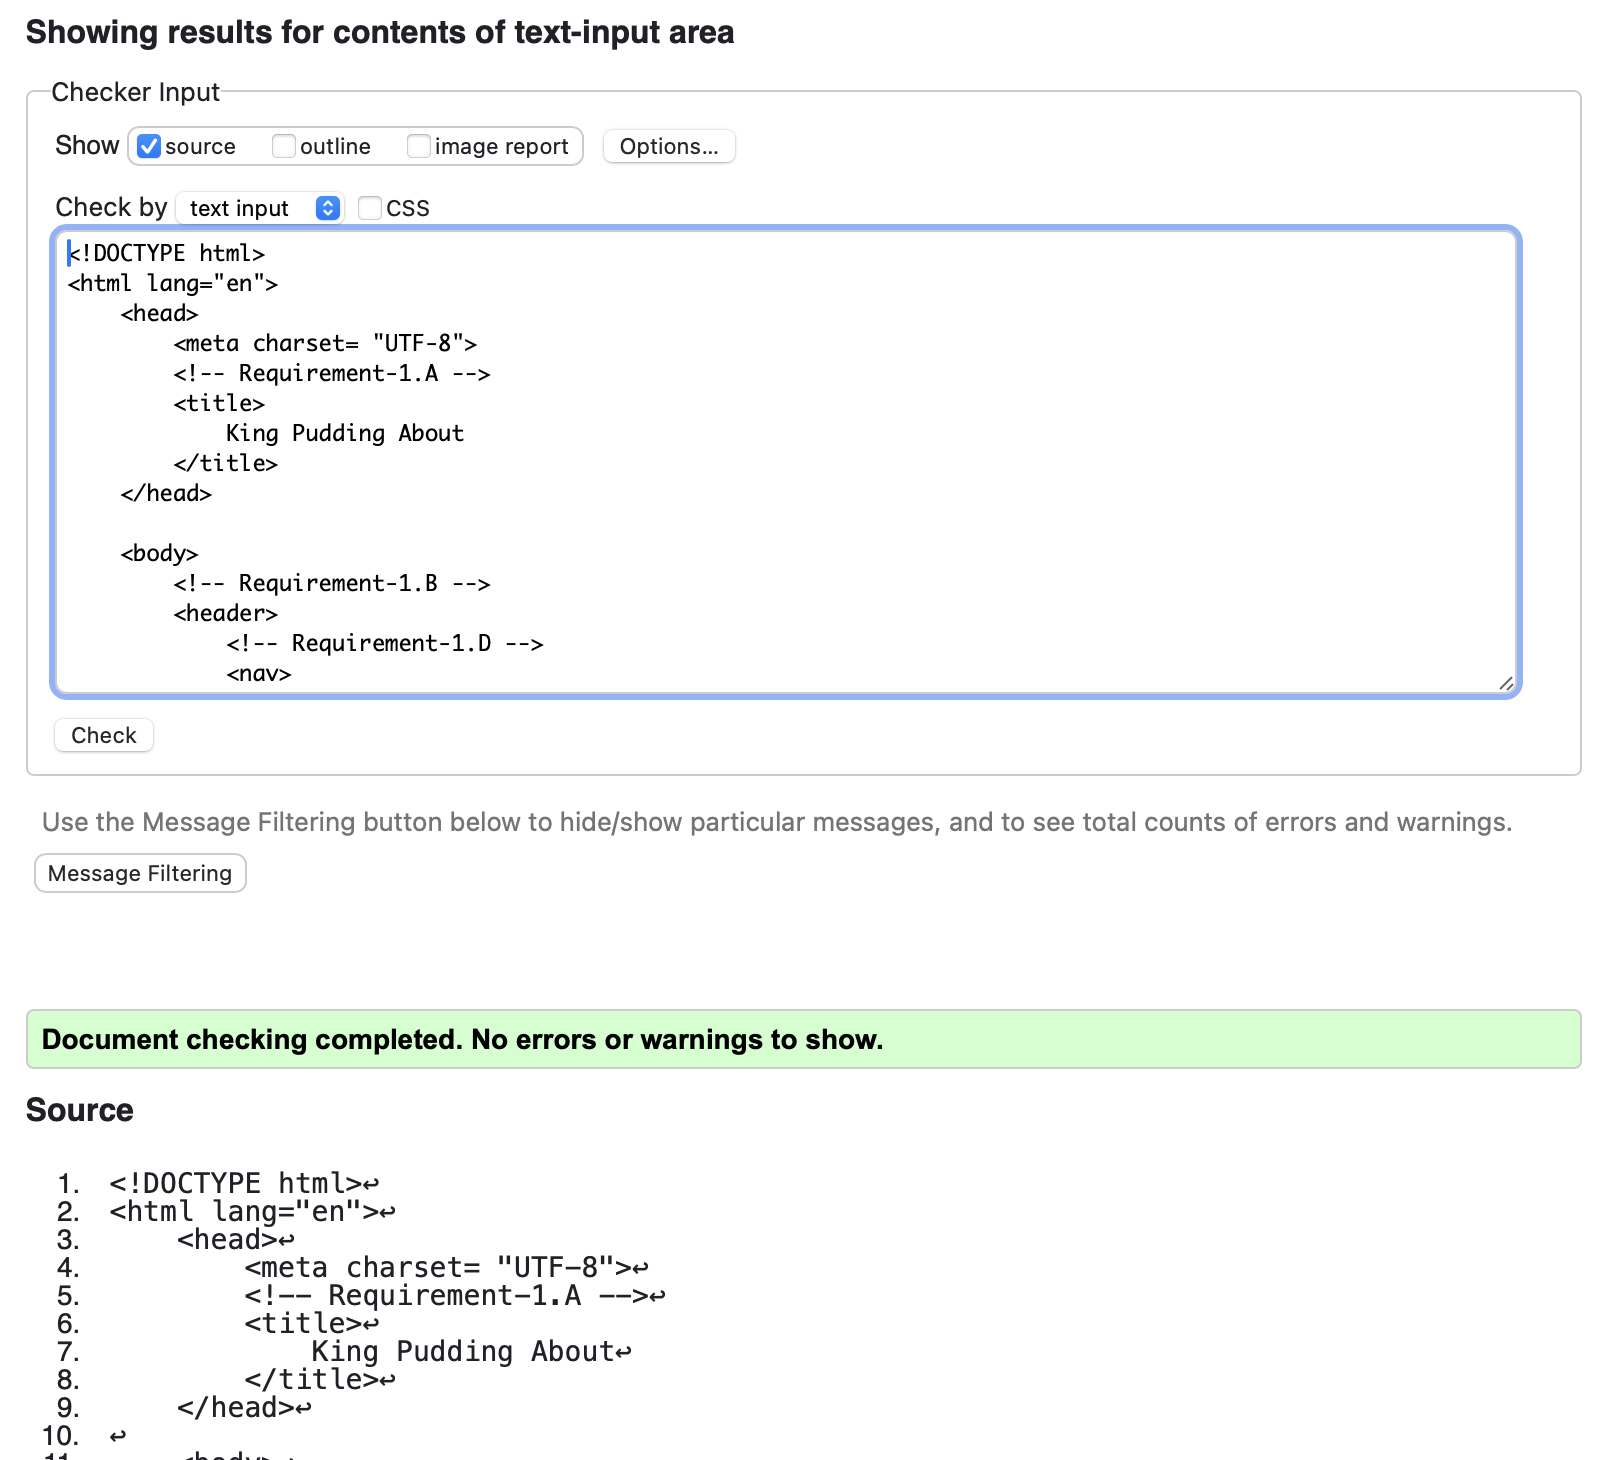 Showing results for contents of text-input area
Checker Input
Show source outline image report Options...
Check by text input CSS
<!DOCTYPE html>
<html lang="en">
    <head>
        <meta charset= "UTF-8">
        <!-- Requirement-1.A -->
        <title>
            King Pudding About
        </title>
    </head>

    <body>
        <!-- Requirement-1.B -->
        <header>
            <!-- Requirement-1.D -->
            <nav>
Check
Use the Message Filtering button below to hide/show particular messages, and to see total counts of errors and warnings.
Message Filtering
Document checking completed. No errors or warnings to show.
Source
1. <!DOCTYPE html>↩
2. <html lang="en">↩
3.     <head>↩
4.         <meta charset= "UTF-8">↩
5.         <!-- Requirement-1.A -->↩
6.         <title>↩
7.             King Pudding About↩
8.         </title>↩
9.     </head>↩
10. ↩